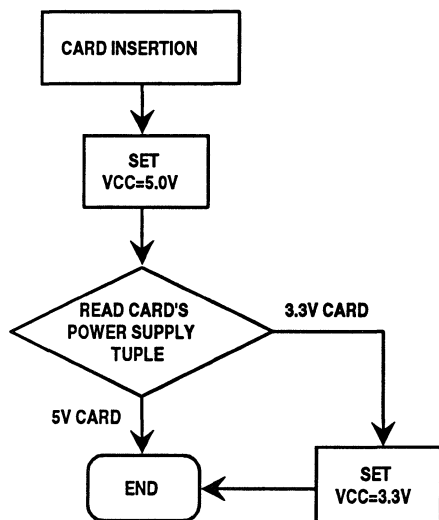 CARD INSERTION
SET
VCC=5.0V
READ CARD'S
POWER SUPPLY
TUPLE
3.3V CARD
5V CARD
END
SET
VCC=3.3V